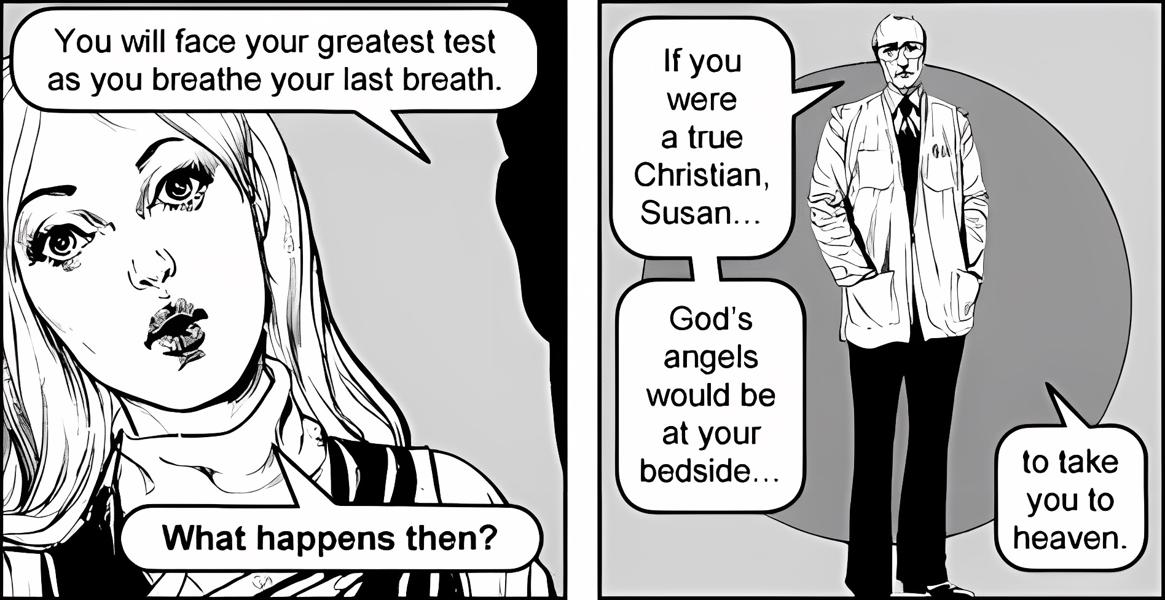 You will face your greatest test
as you breathe your last breath.
What happens then?
If you
were
a true
Christian,
Susan...
God's
angels
would be
at your
bedside...
to take
you to
heaven.